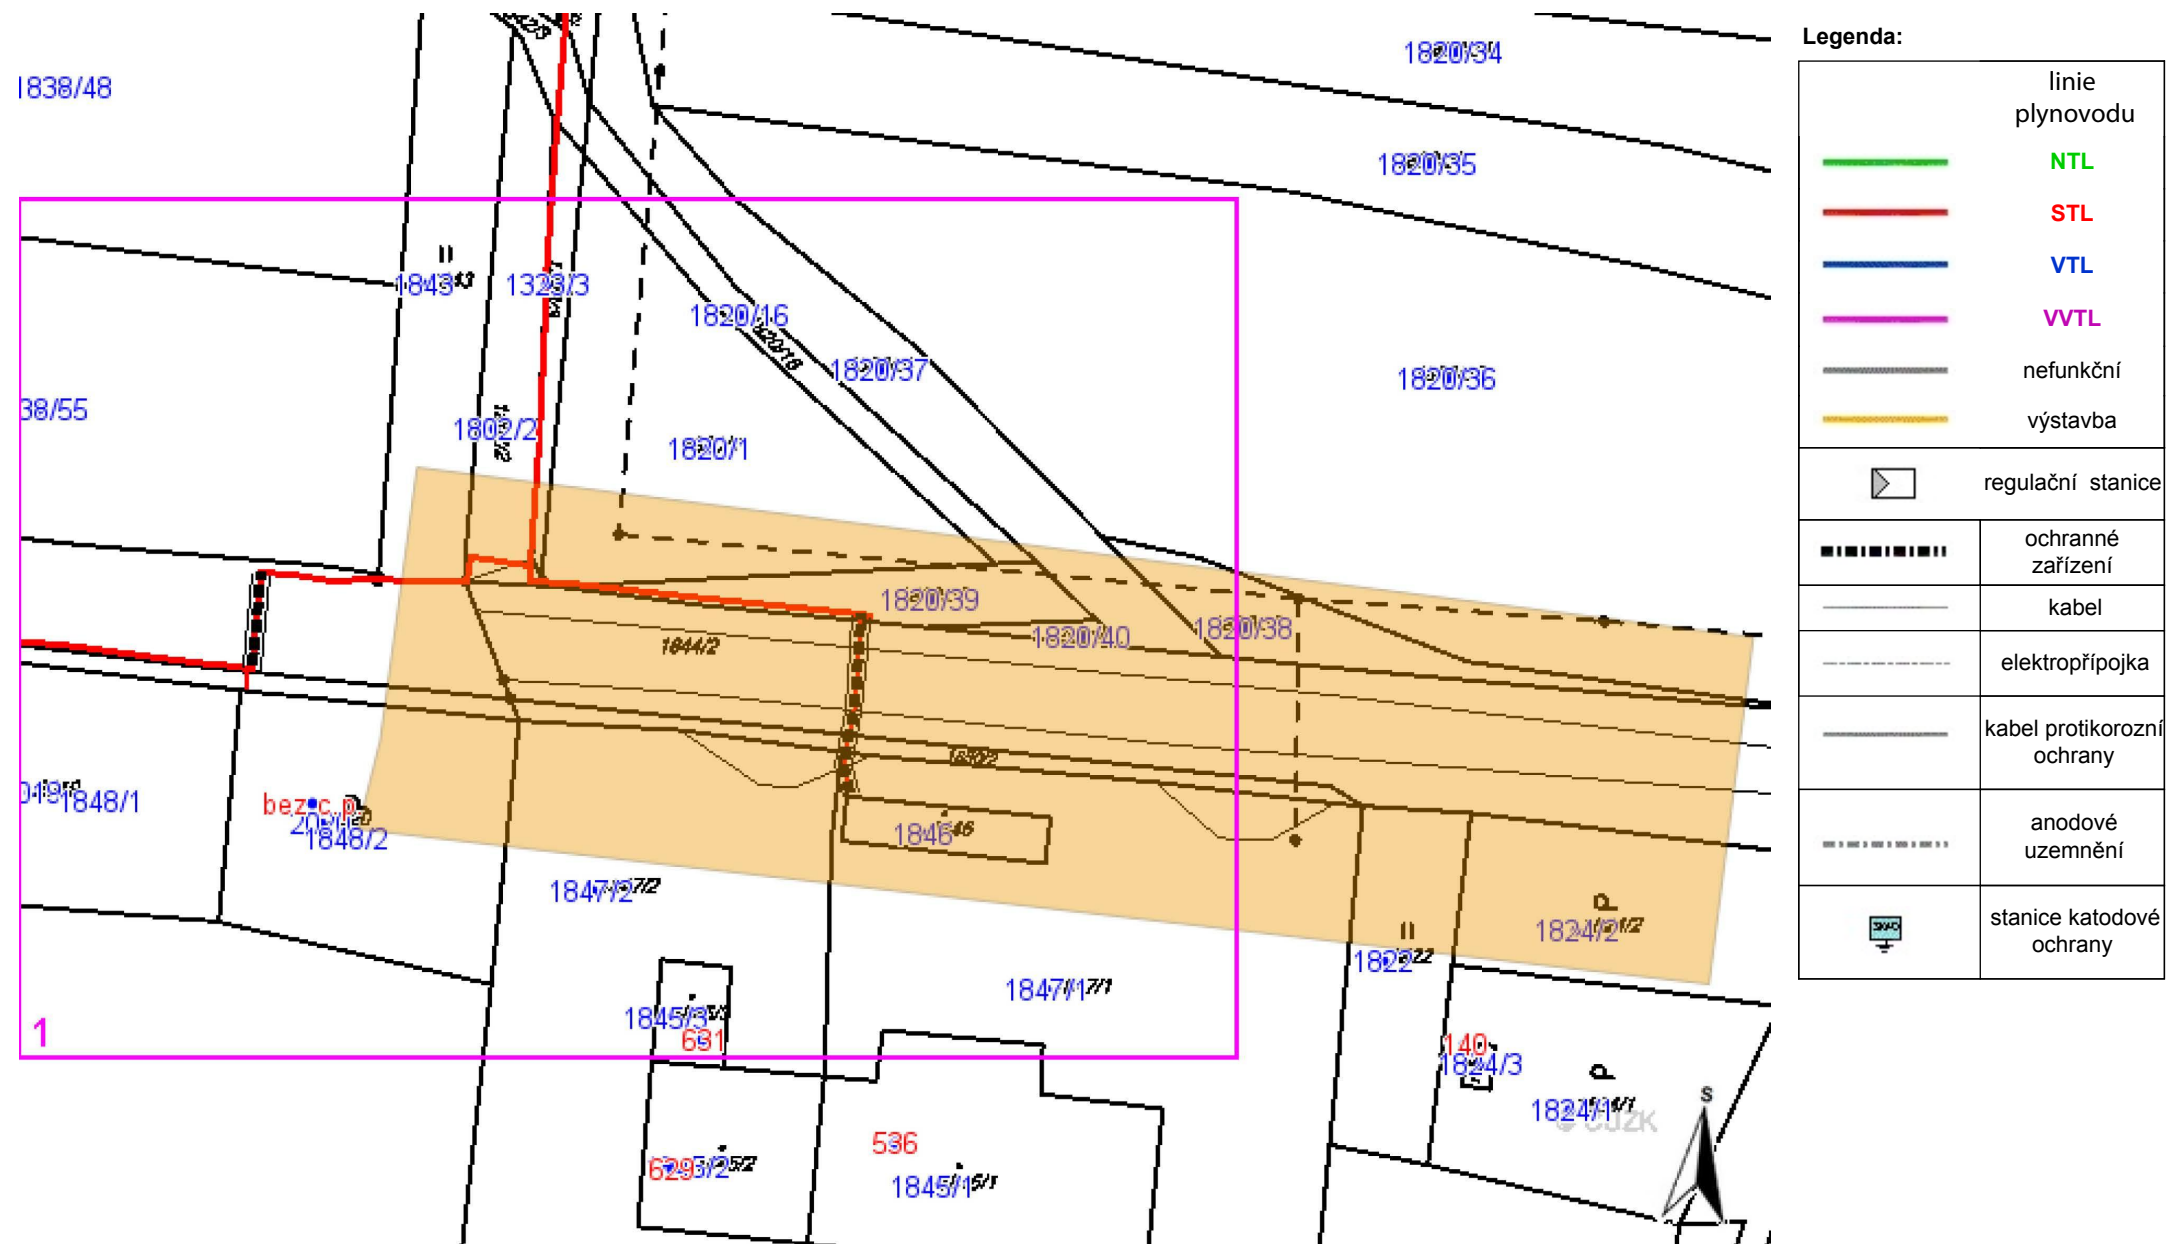 1820/34
1838/48
1820/35
1843
1323/3
1820/16
1820/37
1820/36
38/55
1802/2
1820/1
1820/39
1820/38
1820/40
1844/2
1848/1
bez c.p.
1848/2
1846
1847/2
1824/2
1822
1847/1
1845/3
631
1
140
1824/3
1824/1
536
629
1845/1
S
Legenda:
linie
plynovodu
NTL
STL
VTL
VVTL
nefunkční
výstavba
regulační stanice
ochranné
zařízení
kabel
elektropřípojka
kabel protikorozní
ochrany
anodové
uzemnění
stanice katodové
ochrany